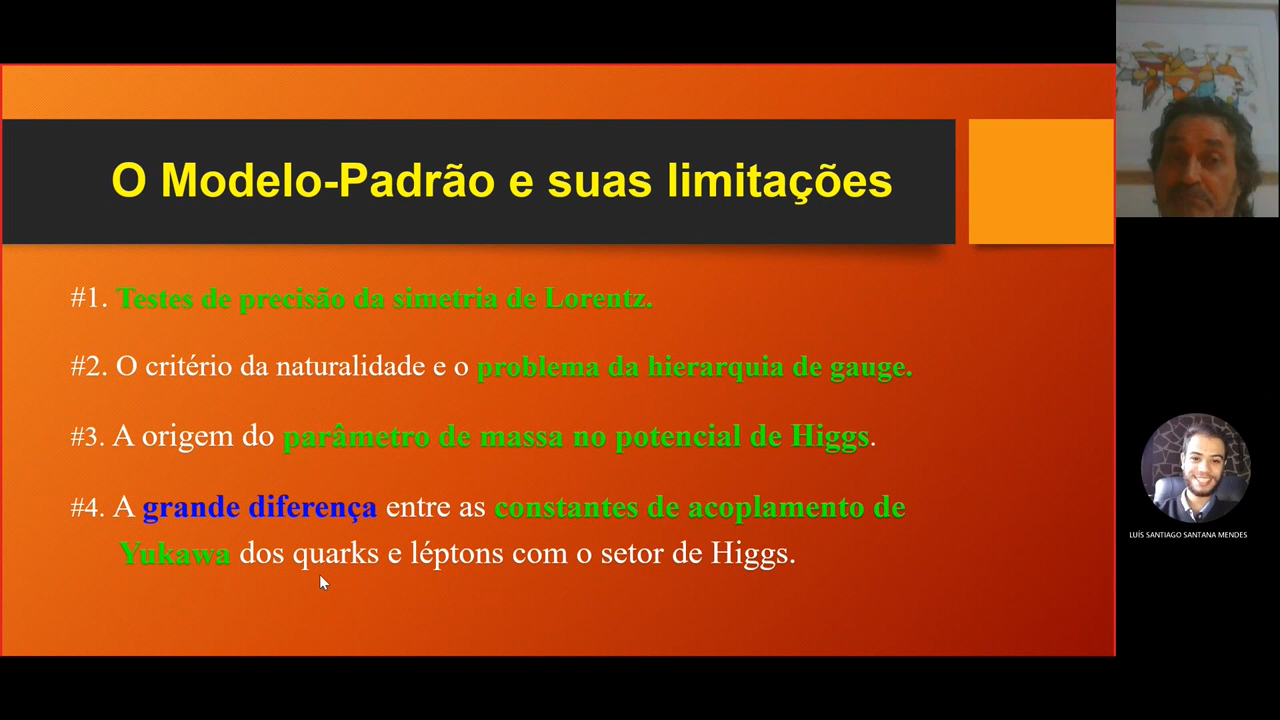 O Modelo-Padrão e suas limitações
#1. Testes de precisão da simetria de Lorentz.
#2. O critério da naturalidade e o problema da hierarquia de gauge.
#3. A origem do parâmetro de massa no potencial de Higgs.
#4. A grande diferença entre as constantes de acoplamento de
Yukawa dos quarks e léptons com o setor de Higgs.
LUÍS SANTIAGO SANTANA MENDES